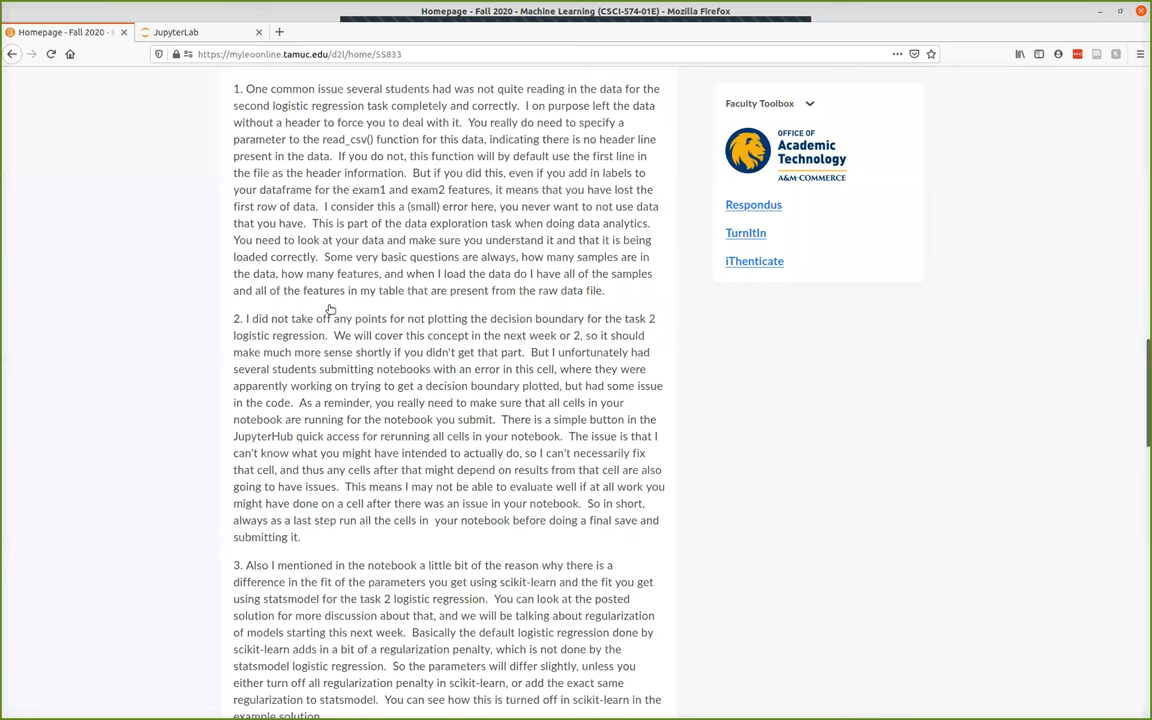 Homepage - Fall 2020 - Machine Learning (CSCI-574-01E) - Mozilla Firefox
Homepage - Fall 2020 -
JupyterLab
https://myleoonline.tamuc.edu/d2l/home/55833
1. One common issue several students had was not quite reading in the data for the
second logistic regression task completely and correctly. I on purpose left the data
without a header to force you to deal with it. You really do need to specify a
parameter to the read_csv() function for this data, indicating there is no header line
present in the data. If you do not, this function will by default use the first line in
the file as the header information. But if you did this, even if you add in labels to
your dataframe for the exam1 and exam2 features, it means that you have lost the
first row of data. I consider this a (small) error here, you never want to not use data
that you have. This is part of the data exploration task when doing data analytics.
You need to look at your data and make sure you understand it and that it is being
loaded correctly. Some very basic questions are always, how many samples are in
the data, how many features, and when I load the data do I have all of the samples
and all of the features in my table that are present from the raw data file.
2. I did not take off any points for not plotting the decision boundary for the task 2
logistic regression. We will cover this concept in the next week or 2, so it should
make much more sense shortly if you didn't get that part. But I unfortunately had
several students submitting notebooks with an error in this cell, where they were
apparently working on trying to get a decision boundary plotted, but had some issue
in the code. As a reminder, you really need to make sure that all cells in your
notebook are running for the notebook you submit. There is a simple button in the
JupyterHub quick access for rerunning all cells in your notebook. The issue is that I
can't know what you might have intended to actually do, so I can't necessarily fix
that cell, and thus any cells after that might depend on results from that cell are also
going to have issues. This means I may not be able to evaluate well if at all work you
might have done on a cell after there was an issue in your notebook. So in short,
always as a last step run all the cells in your notebook before doing a final save and
submitting it.
3. Also I mentioned in the notebook a little bit of the reason why there is a
difference in the fit of the parameters you get using scikit-learn and the fit you get
using statsmodel for the task 2 logistic regression. You can look at the posted
solution for more discussion about that, and we will be talking about regularization
of models starting this next week. Basically the default logistic regression done by
scikit-learn adds in a bit of a regularization penalty, which is not done by the
statsmodel logistic regression. So the parameters will differ slightly, unless you
either turn off all regularization penalty in scikit-learn, or add the exact same
regularization to statsmodel. You can see how this is turned off in scikit-learn in the
example solution.
Faculty Toolbox
OFFICE OF
Academic
Technology
A&M-COMMERCE
Respondus
TurnItIn
iThenticate